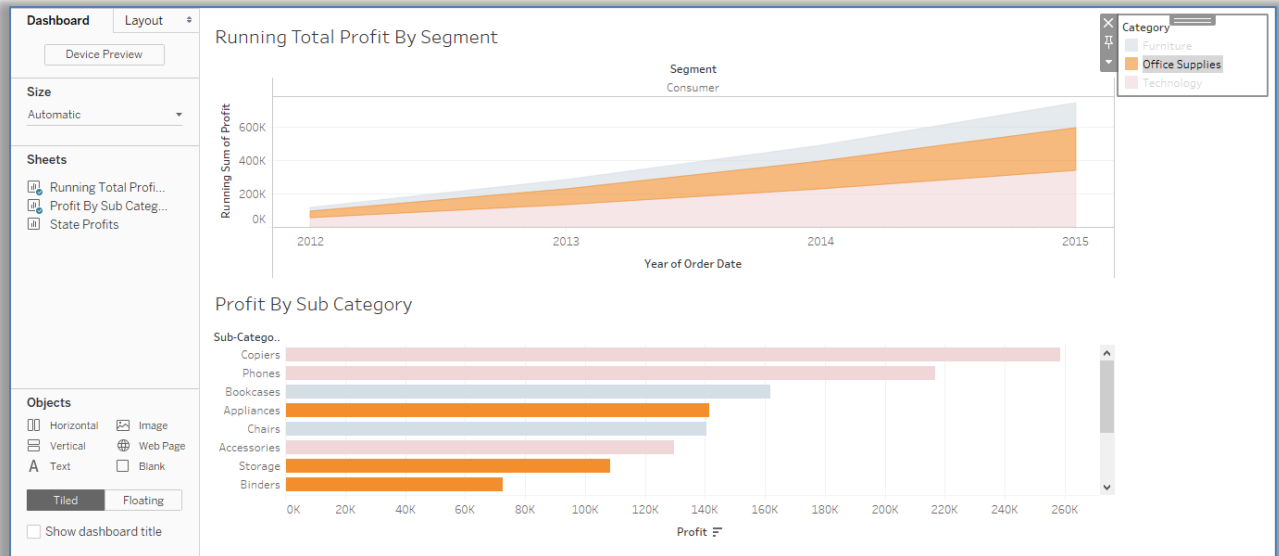 Dashboard Layout
Device Preview
Size
Automatic
Sheets
Running Total Profi...
Profit By Sub Categ...
State Profits
Objects
Horizontal Image
Vertical Web Page
A Text Blank
Tiled Floating
Show dashboard title
Running Total Profit By Segment
Segment
Consumer
Running Sum of Profit
600K
400K
200K
0K
2012 2013 2014 2015
Year of Order Date
Category
Furniture
Office Supplies
Technology
Profit By Sub Category
Sub-Catego..
Copiers
Phones
Bookcases
Appliances
Chairs
Accessories
Storage
Binders
0K 20K 40K 60K 80K 100K 120K 140K 160K 180K 200K 220K 240K 260K
Profit